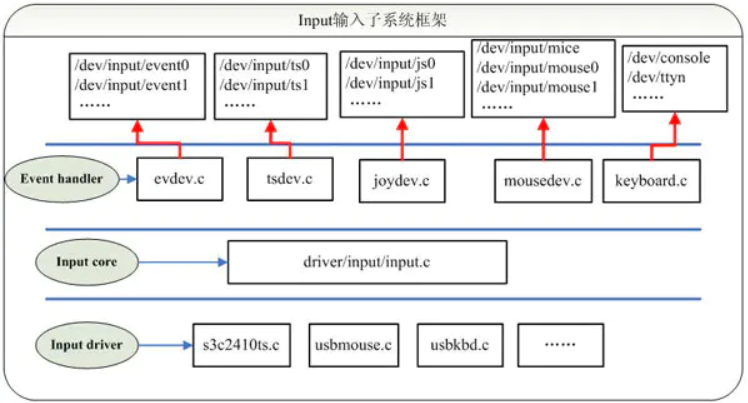 Input输入子系统框架
/dev/input/event0
/dev/input/event1
……
/dev/input/ts0
/dev/input/ts1
……
/dev/input/js0
/dev/input/js1
……
/dev/input/mice
/dev/input/mouse0
/dev/input/mouse1
……
/dev/console
/dev/ttyn
……
Event handler
evdev.c
tsdev.c
joydev.c
mousedev.c
keyboard.c
Input core
driver/input/input.c
Input driver
s3c2410ts.c
usbmouse.c
usbkbd.c
……